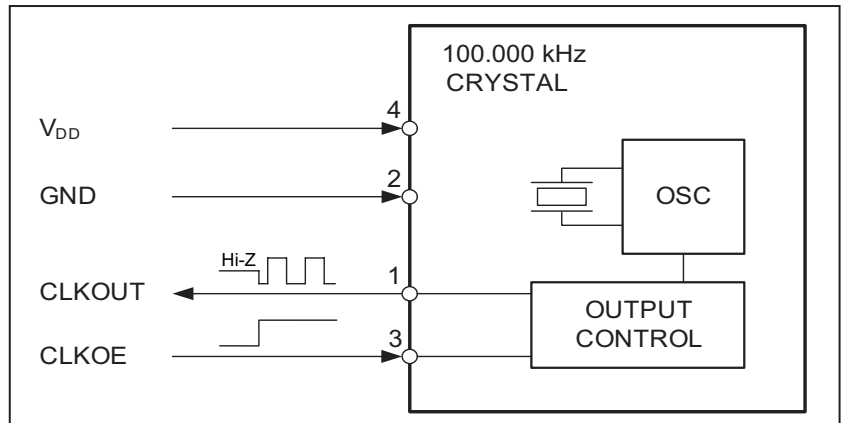 100.000 kHz
CRYSTAL
4
VDD
2
GND
OSC
Hi-Z
1
CLKOUT
OUTPUT
CONTROL
3
CLKOE